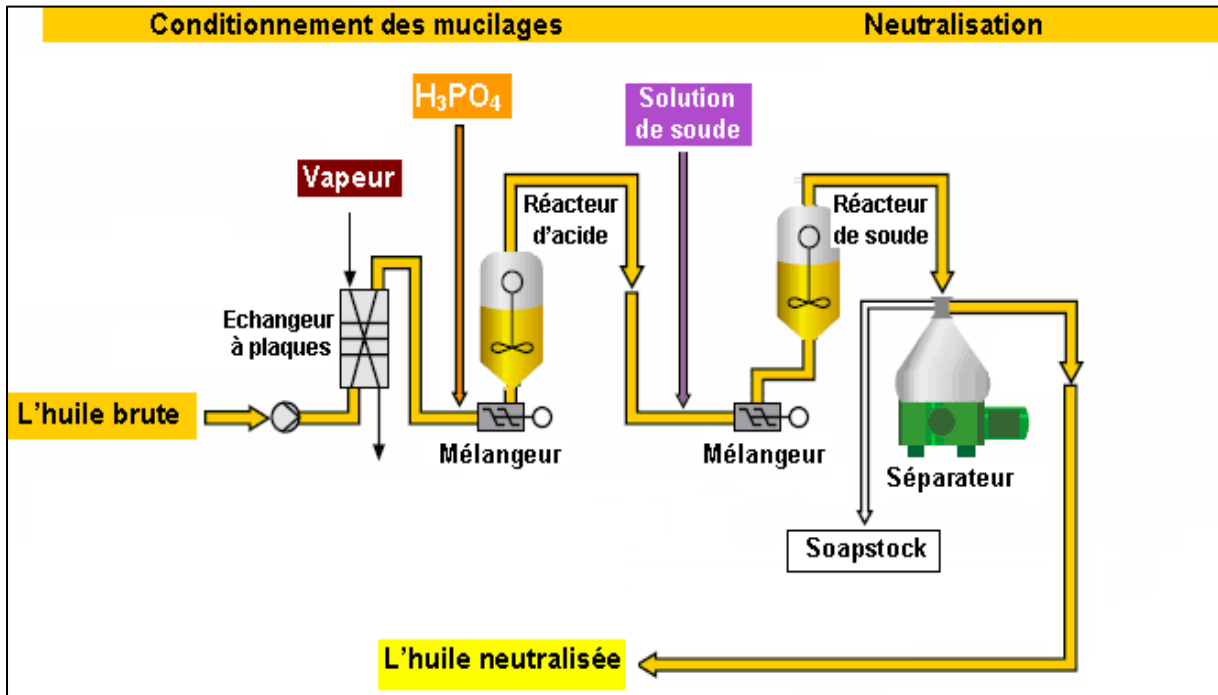 Conditionnement des mucilages
Neutralisation
H₃PO₄
Solution
de soude
Vapeur
Réacteur
d'acide
Réacteur
de soude
Echangeur
à plaques
L'huile brute
Mélangeur
Mélangeur
Séparateur
Soapstock
L'huile neutralisée